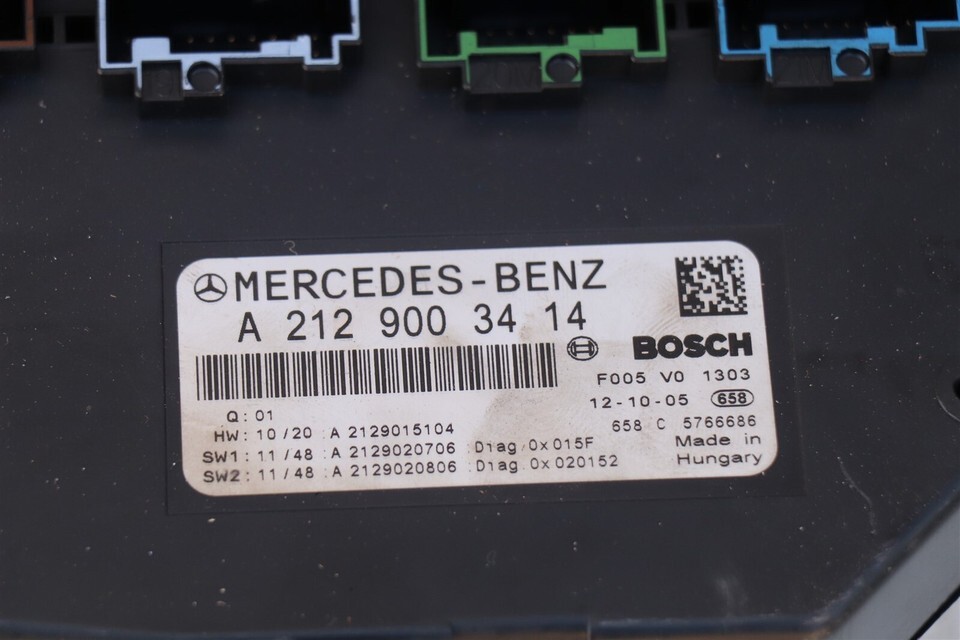 MERCEDES-BENZ
A 212 900 34 14
BOSCH
F005 V0 1303
12-10-05 658
658 C 5766686
Made in
Hungary
Q: 01
HW: 10/20 :A 2129015104
SW1: 11/48 :A 2129020706 :Diag:0x015F
SW2: 11/48 :A 2129020806 :Diag:0x020152